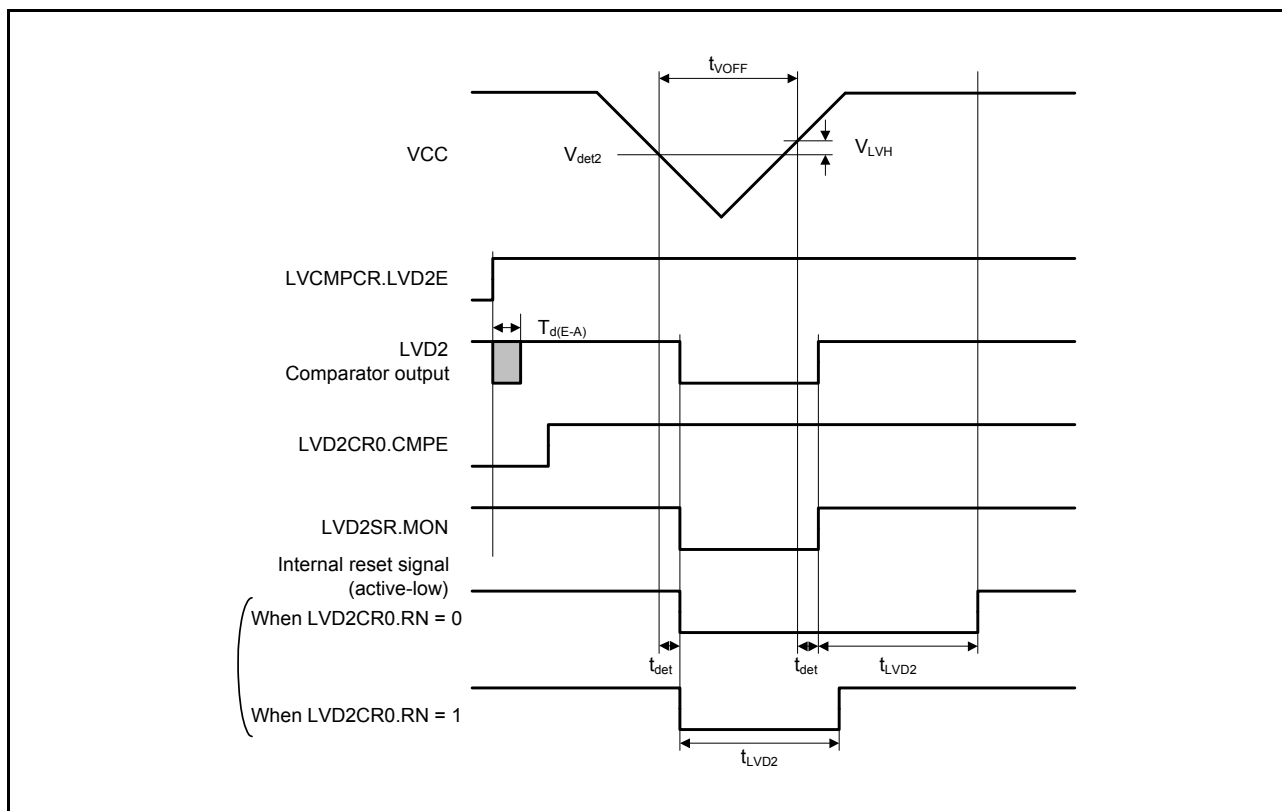 tVOFF
VCC
Vdet2
VLVH
LVCMPCR.LVD2E
Td(E-A)
LVD2
Comparator output
LVD2CR0.CMPE
LVD2SR.MON
Internal reset signal
(active-low)
When LVD2CR0.RN = 0
tdet
tdet
tLVD2
When LVD2CR0.RN = 1
tLVD2